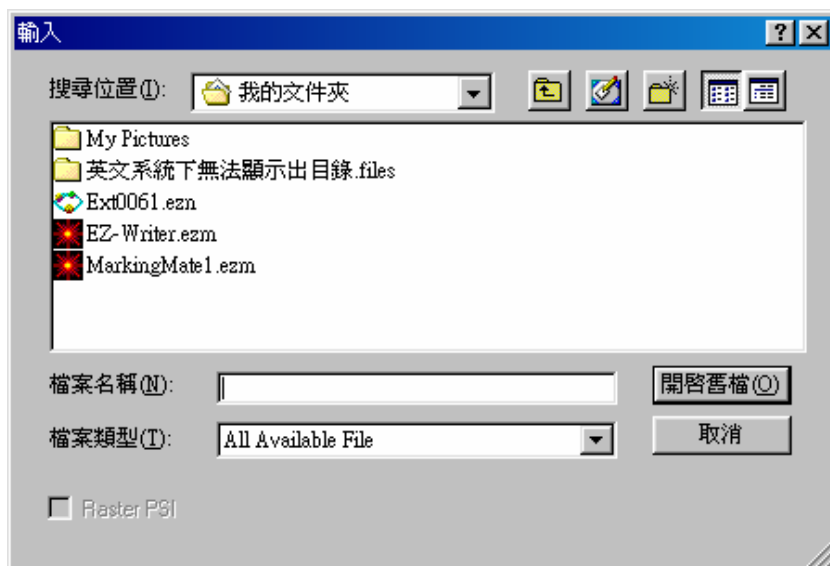 輸入
搜尋位置(I): 我的文件夾
My Pictures
英文系統下無法顯示出目錄.files
Ext0061.ezn
EZ-Writer.ezm
MarkingMate1.ezm
檔案名稱(N): 開啓舊檔(O)
檔案類型(T): All Available File 取消
Raster PSI